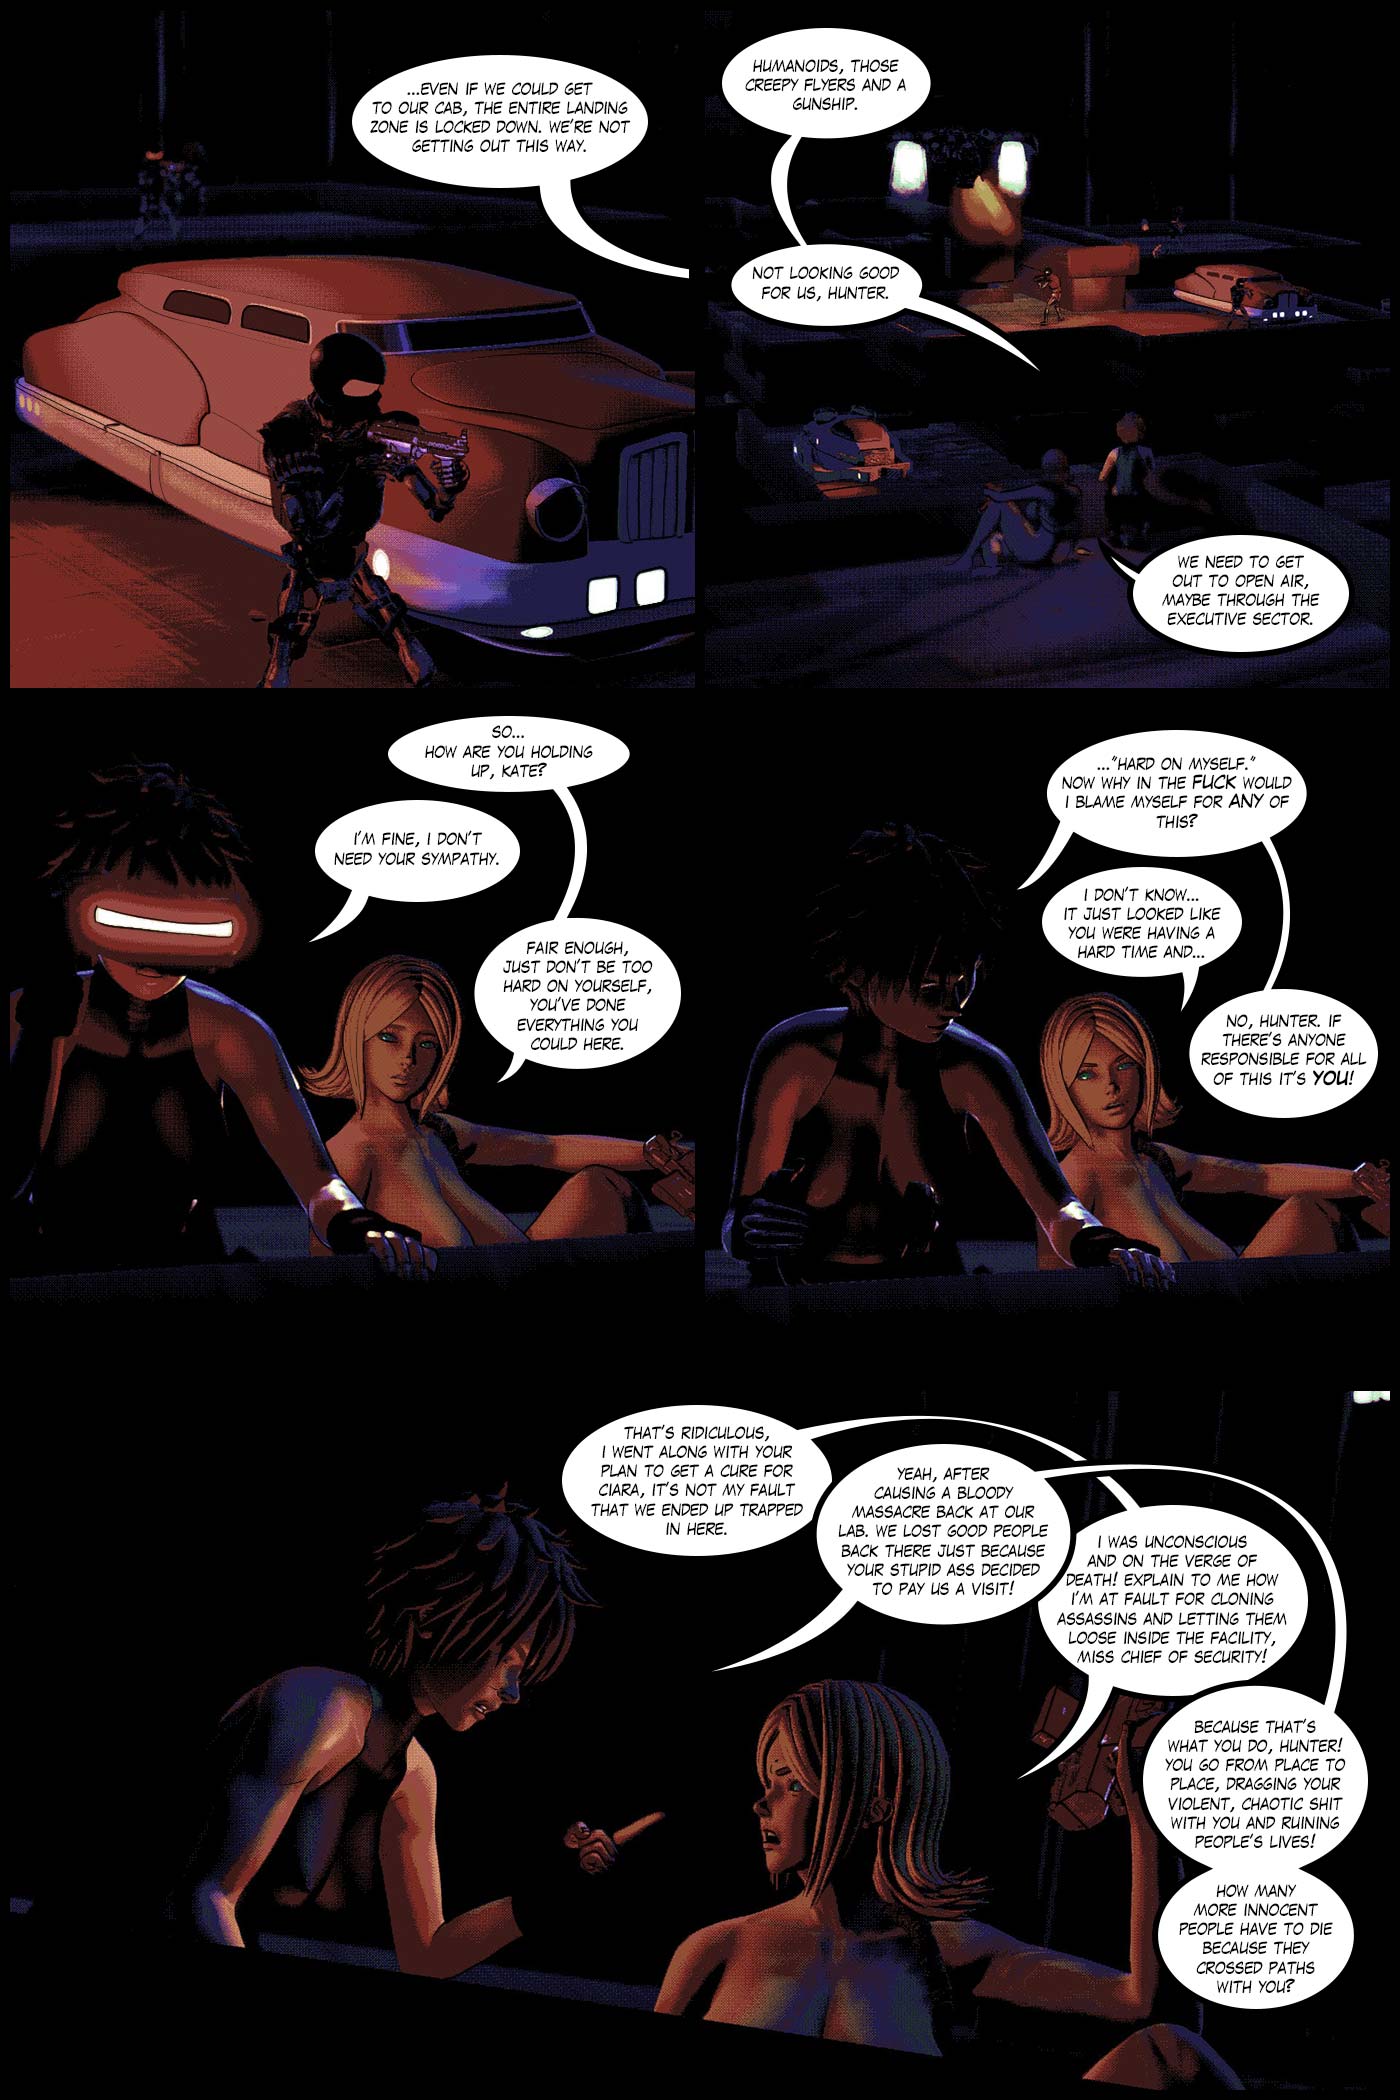 ...EVEN IF WE COULD GET
TO OUR CAB, THE ENTIRE LANDING
ZONE IS LOCKED DOWN. WE'RE NOT
GETTING OUT THIS WAY.
HUMANOIDS, THOSE
CREEPY FLYERS AND A
GUNSHIP.
NOT LOOKING GOOD
FOR US, HUNTER.
WE NEED TO GET
OUT TO OPEN AIR,
MAYBE THROUGH THE
EXECUTIVE SECTOR.
SO...
HOW ARE YOU HOLDING
UP, KATE?
I'M FINE, I DON'T
NEED YOUR SYMPATHY.
FAIR ENOUGH,
JUST DON'T BE TOO
HARD ON YOURSELF,
YOU'VE DONE
EVERYTHING YOU
COULD HERE.
..."HARD ON MYSELF."
NOW WHY IN THE FUCK WOULD
I BLAME MYSELF FOR ANY OF
THIS?
I DON'T KNOW...
IT JUST LOOKED LIKE
YOU WERE HAVING A
HARD TIME AND...
NO, HUNTER. IF
THERE'S ANYONE
RESPONSIBLE FOR ALL
OF THIS IT'S YOU!
THAT'S RIDICULOUS,
I WENT ALONG WITH YOUR
PLAN TO GET A CURE FOR
CIARA, IT'S NOT MY FAULT
THAT WE ENDED UP TRAPPED
IN HERE.
YEAH, AFTER
CAUSING A BLOODY
MASSACRE BACK AT OUR
LAB. WE LOST GOOD PEOPLE
BACK THERE JUST BECAUSE
YOUR STUPID ASS DECIDED
TO PAY US A VISIT!
I WAS UNCONSCIOUS
AND ON THE VERGE OF
DEATH! EXPLAIN TO ME HOW
I'M AT FAULT FOR CLONING
ASSASSINS AND LETTING THEM
LOOSE INSIDE THE FACILITY,
MISS CHIEF OF SECURITY!
BECAUSE THAT'S
WHAT YOU DO, HUNTER!
YOU GO FROM PLACE TO
PLACE, DRAGGING YOUR
VIOLENT, CHAOTIC SHIT
WITH YOU AND RUINING
PEOPLE'S LIVES!
HOW MANY
MORE INNOCENT
PEOPLE HAVE TO DIE
BECAUSE THEY
CROSSED PATHS
WITH YOU?